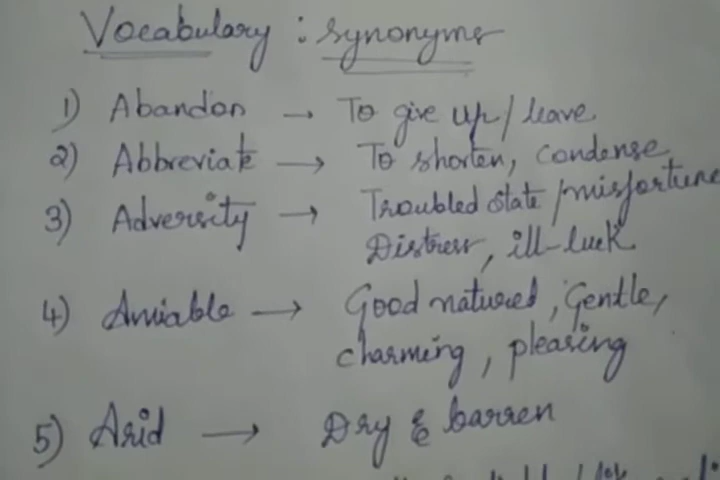 Vocabulary : Synonyms
1) Abandon → To give up/leave
2) Abbreviate → To shorten, condense
3) Adversity → Troubled state/misfortune
Distress, ill-luck
4) Amiable → Good natured, Gentle,
charming, pleasing
5) Arid → Dry & barren